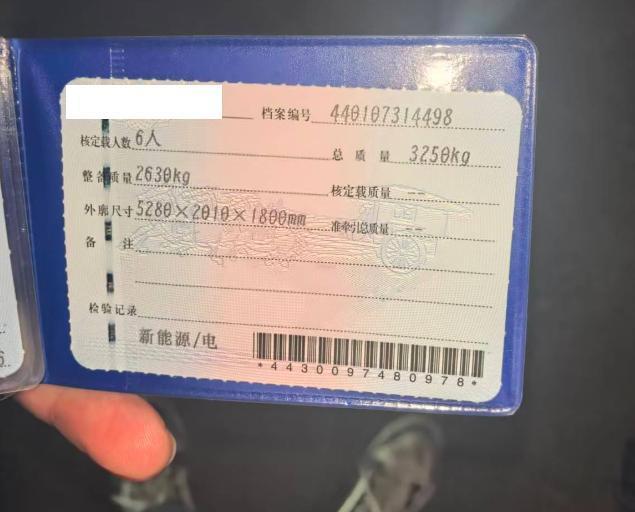 档案编号 440107314498
核定载人数 6人
总质量 3250kg
整备质量 2630kg
核定载质量 --
外廓尺寸 5280×2010×1800mm
准牵引总质量 --
备注
检验记录
新能源/电
*4430097480978*